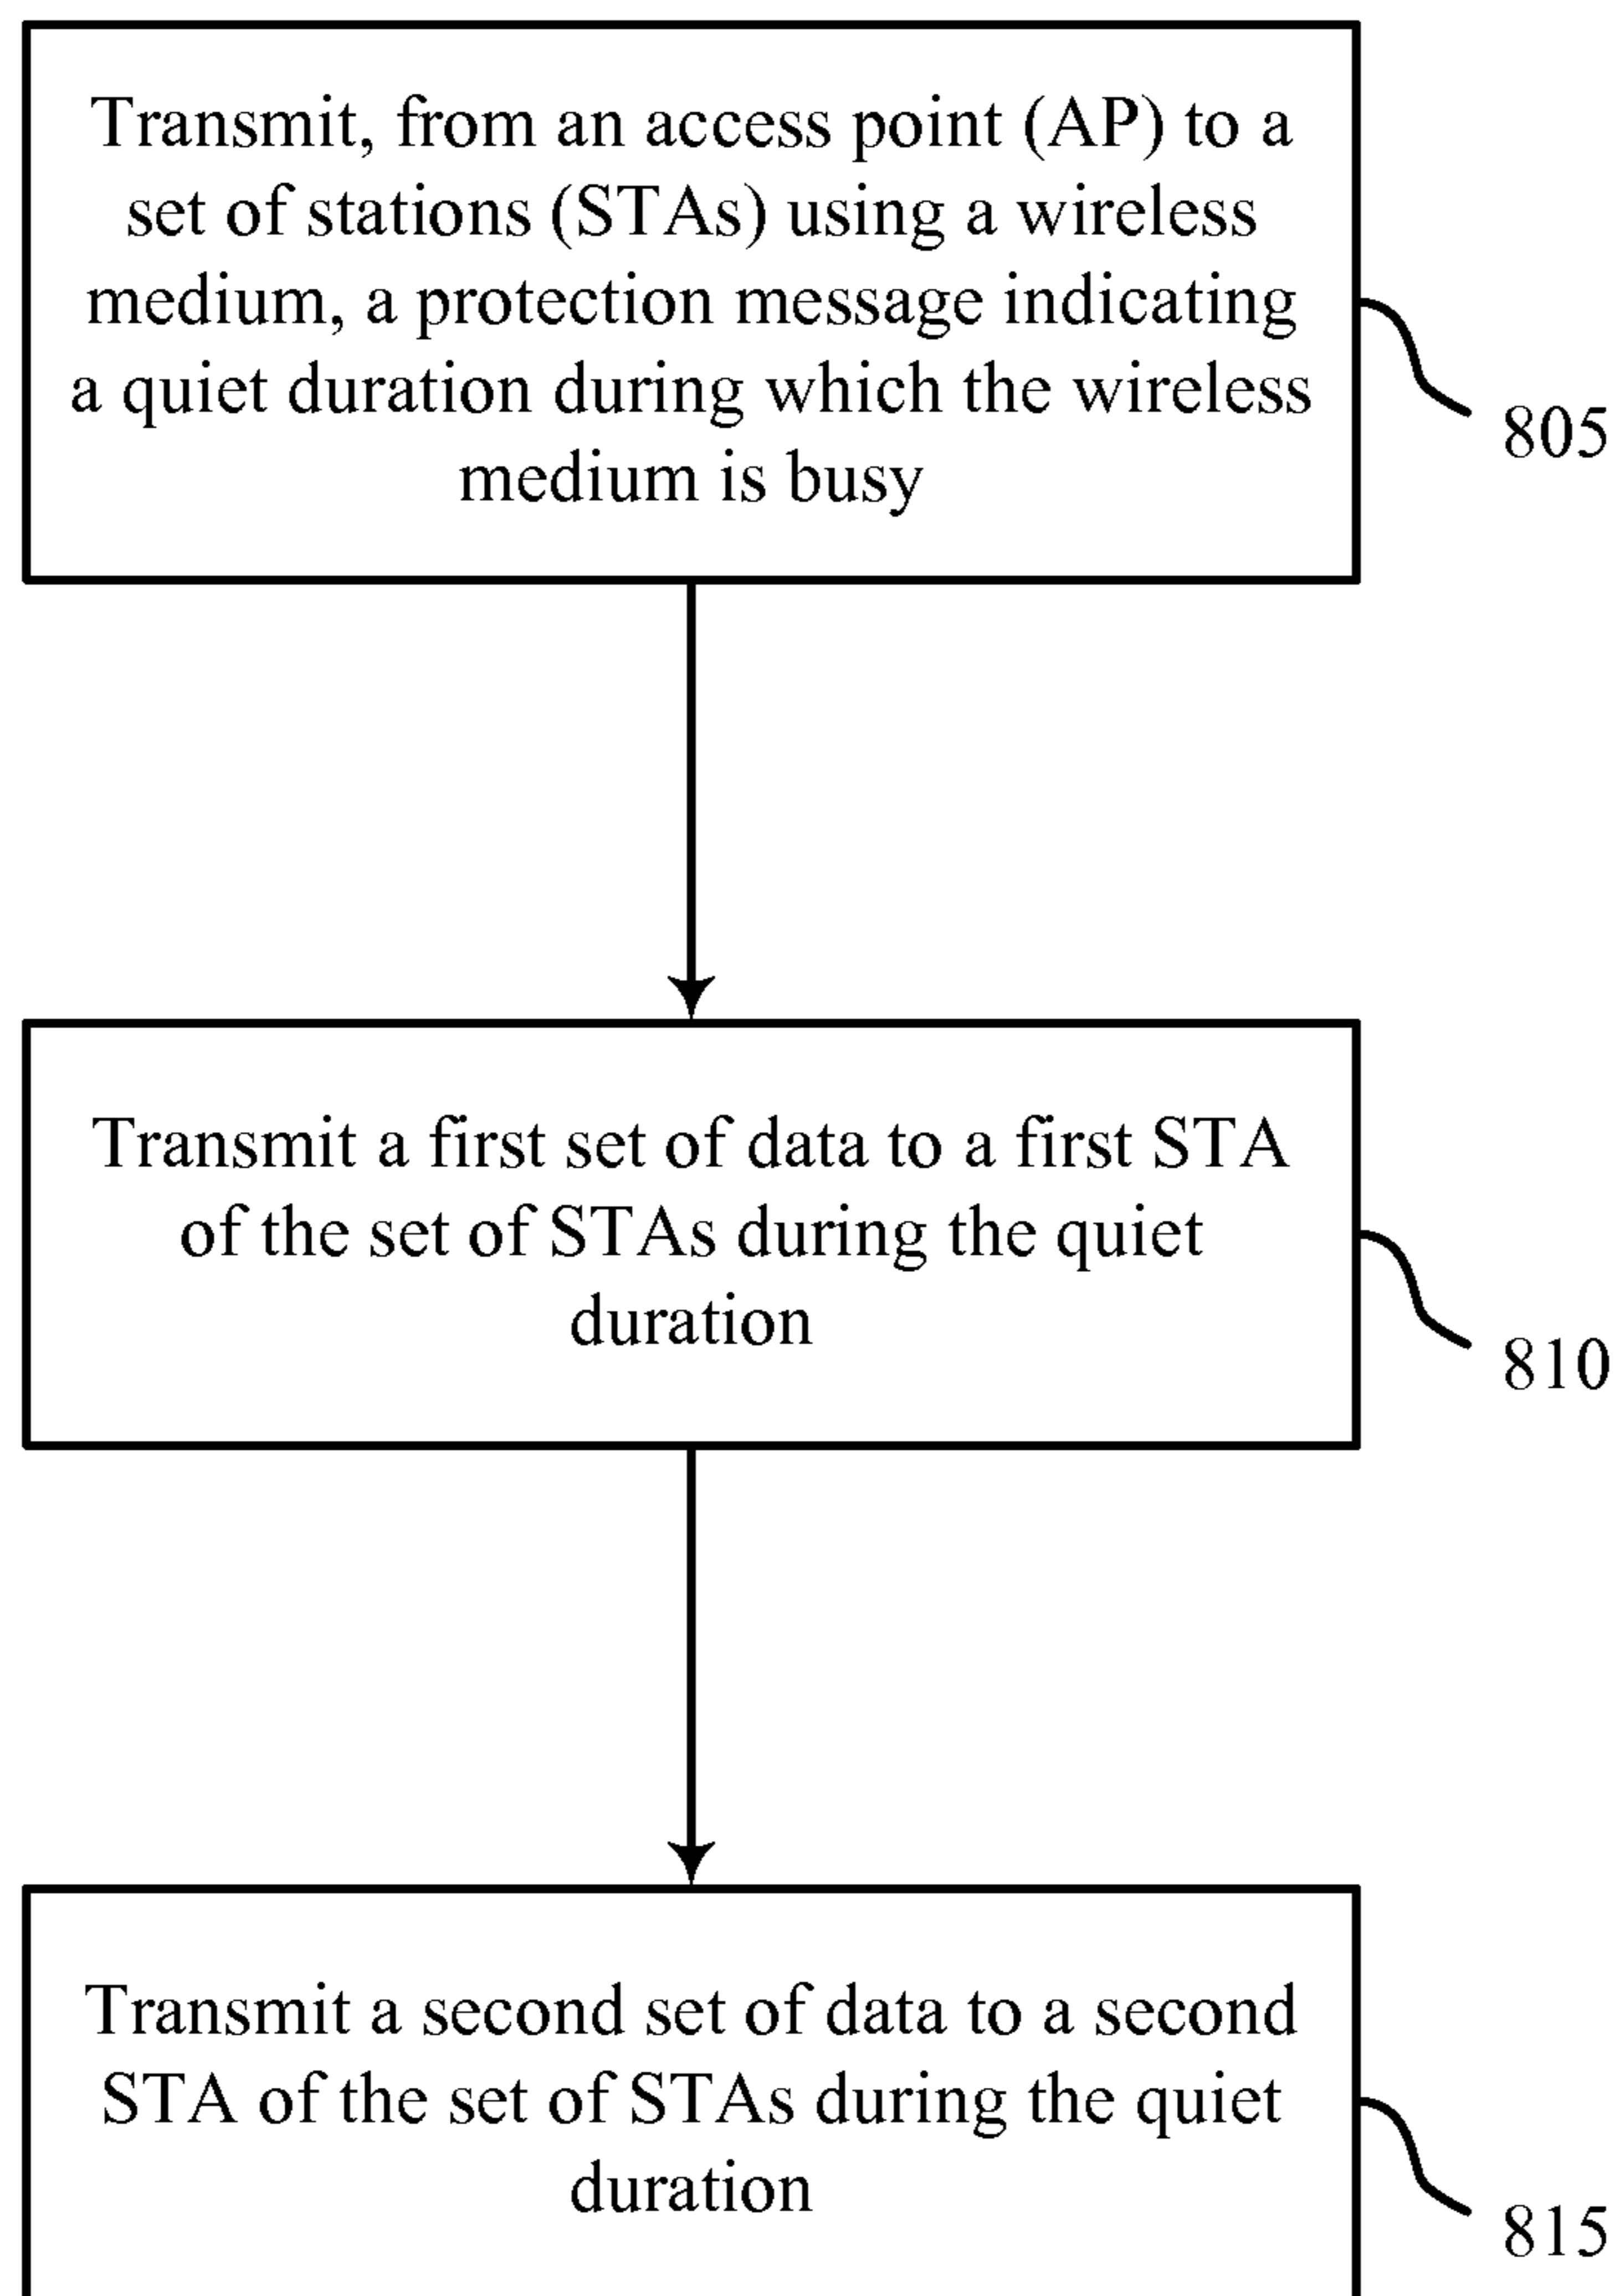 Transmit, from an access point (AP) to a
set of stations (STAs) using a wireless
medium, a protection message indicating
a quiet duration during which the wireless
medium is busy
805
Transmit a first set of data to a first STA
of the set of STAs during the quiet
duration
810
Transmit a second set of data to a second
STA of the set of STAs during the quiet
duration
815